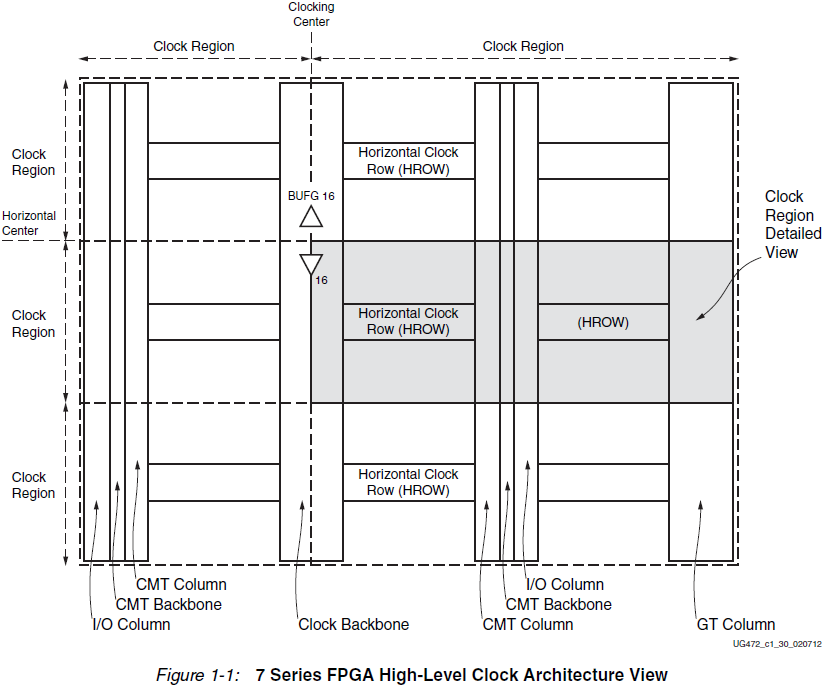 Clocking
Center
Clock Region
Clock Region
Clock
Region
Horizontal Clock
Row (HROW)
BUFG 16
Clock
Region
Detailed
View
Horizontal
Center
16
Clock
Region
Horizontal Clock
Row (HROW)
(HROW)
Clock
Region
Horizontal Clock
Row (HROW)
CMT Column
CMT Backbone
I/O Column
Clock Backbone
I/O Column
CMT Backbone
CMT Column
GT Column
UG472_c1_30_020712
Figure 1-1: 7 Series FPGA High-Level Clock Architecture View